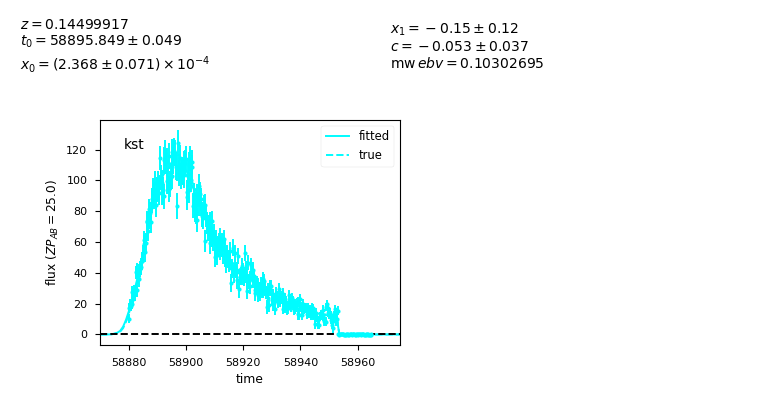 z = 0.14499917
t₀ = 58895.849 ± 0.049
x₀ = (2.368 ± 0.071) × 10⁻⁴
x₁ = −0.15 ± 0.12
c = −0.053 ± 0.037
mw ebv = 0.10302695
kst
fitted
true
flux (ZP_AB = 25.0)
120
100
80
60
40
20
0
58880 58900 58920 58940 58960
time